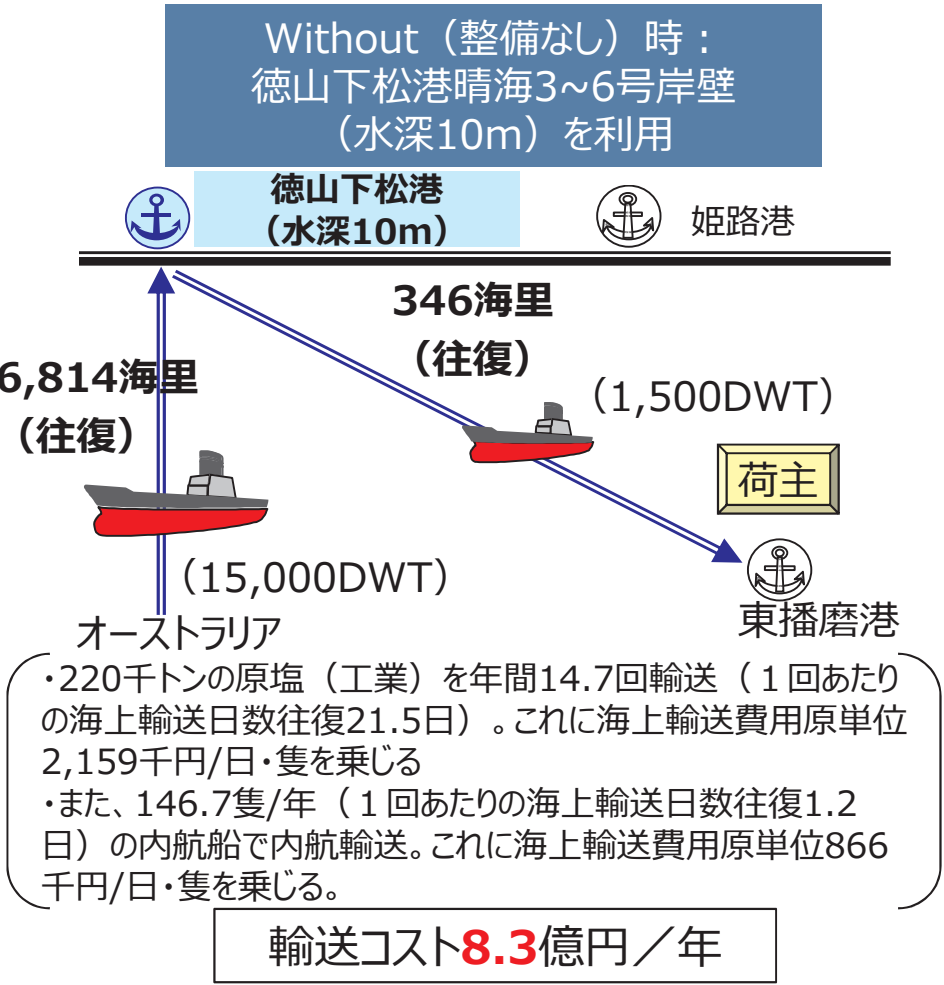 Without（整備なし）時：
徳山下松港晴海3~6号岸壁
（水深10m）を利用
徳山下松港
（水深10m）
姫路港
346海里
（往復）
6,814海里
（往復）
（1,500DWT）
荷主
（15,000DWT）
オーストラリア
東播磨港
・220千トンの原塩（工業）を年間14.7回輸送（１回あたり
の海上輸送日数往復21.5日）。これに海上輸送費用原単位
2,159千円/日・隻を乗じる
・また、146.7隻/年（１回あたりの海上輸送日数往復1.2
日）の内航船で内航輸送。これに海上輸送費用原単位866
千円/日・隻を乗じる。
輸送コスト8.3億円／年